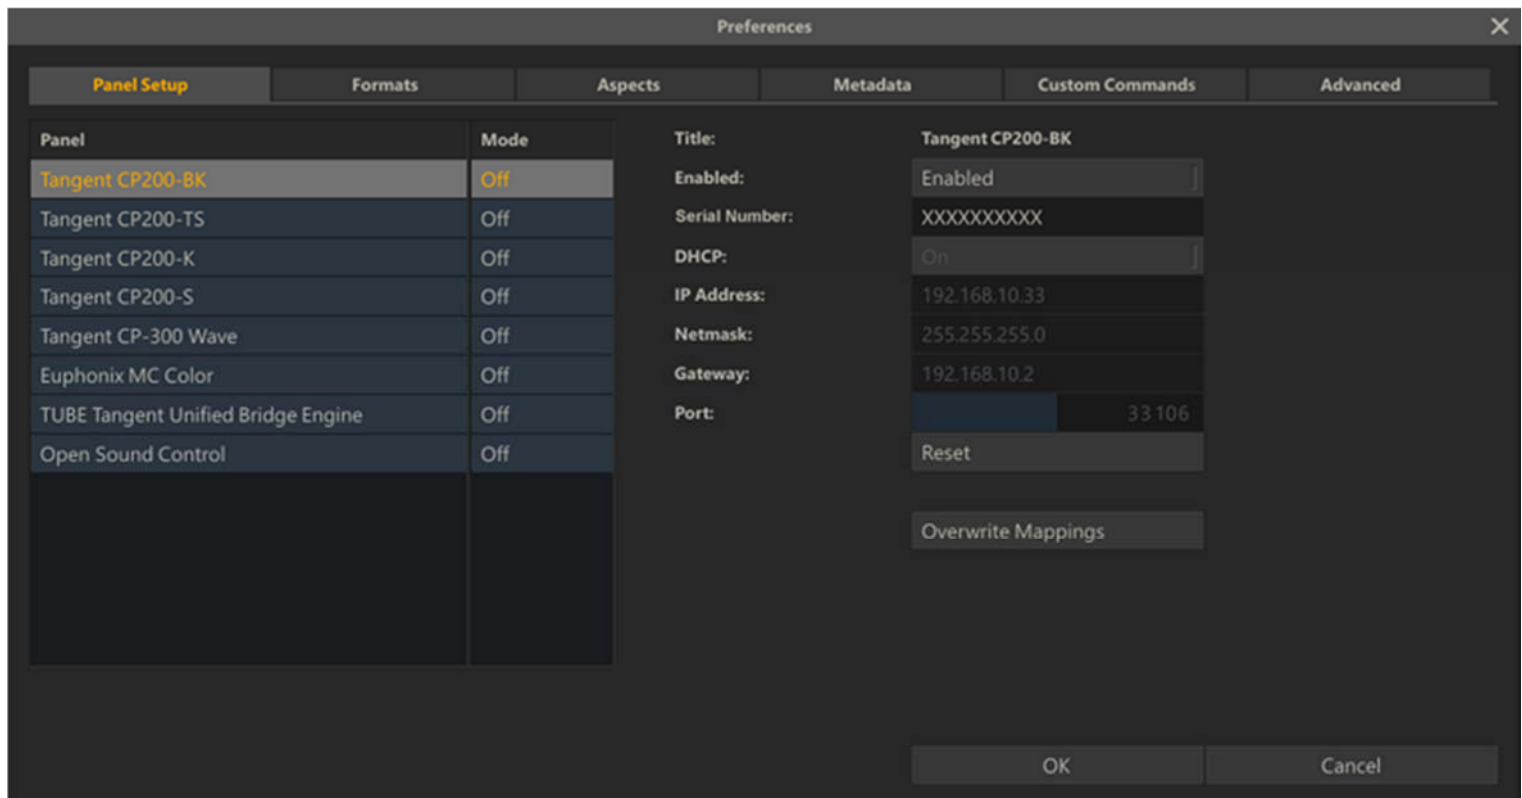 Preferences
Panel Setup Formats Aspects Metadata Custom Commands Advanced
Panel Mode
Tangent CP200-BK Off
Tangent CP200-TS Off
Tangent CP200-K Off
Tangent CP200-S Off
Tangent CP-300 Wave Off
Euphonix MC Color Off
TUBE Tangent Unified Bridge Engine Off
Open Sound Control Off
Title: Tangent CP200-BK
Enabled: Enabled
Serial Number: XXXXXXXXXX
DHCP: On
IP Address: 192.168.10.33
Netmask: 255.255.255.0
Gateway: 192.168.10.2
Port: 33106
Reset
Overwrite Mappings
OK Cancel